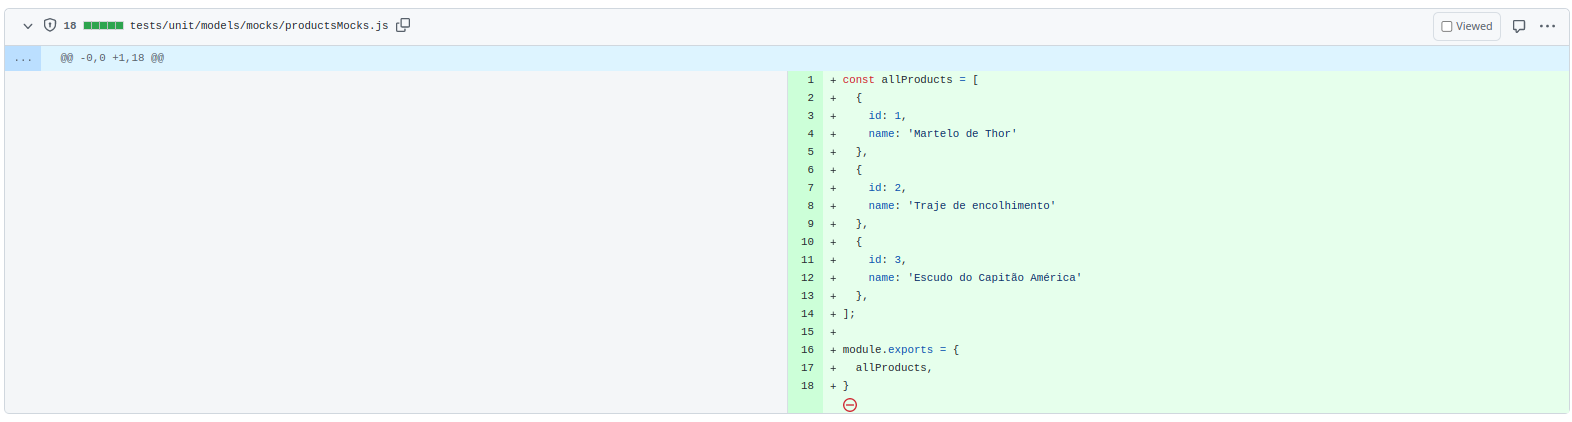 18 tests/unit/models/mocks/productsMocks.js Viewed
... @@ -0,0 +1,18 @@
1 + const allProducts = [
2 +   {
3 +     id: 1,
4 +     name: 'Martelo de Thor'
5 +   },
6 +   {
7 +     id: 2,
8 +     name: 'Traje de encolhimento'
9 +   },
10 +   {
11 +     id: 3,
12 +     name: 'Escudo do Capitão América'
13 +   },
14 + ];
15 +
16 + module.exports = {
17 +   allProducts,
18 + }